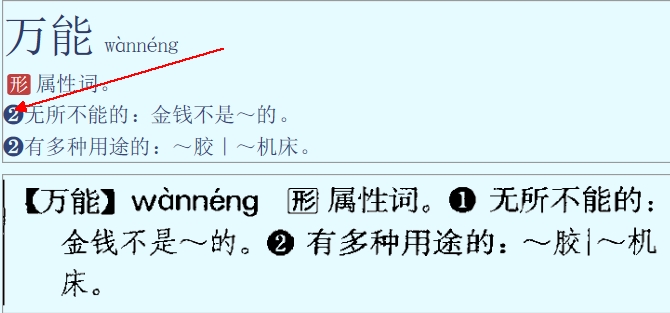 万能 wànnéng
形 属性词。
❷无所不能的：金钱不是～的。
❷有多种用途的：～胶｜～机床。
【万能】wànnéng 形 属性词。❶ 无所不能的：
金钱不是～的。❷ 有多种用途的：～胶|～机
床。